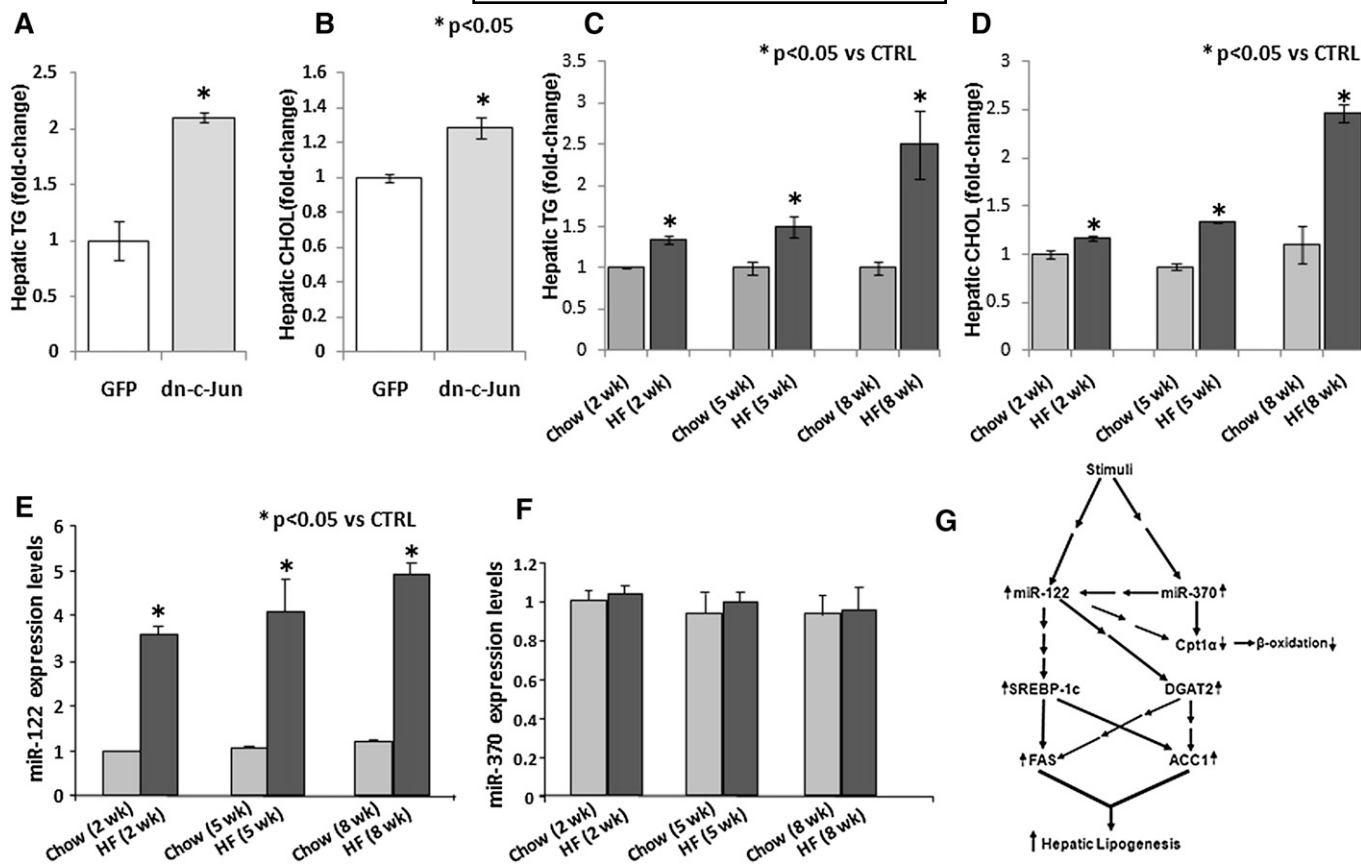 A
Hepatic TG (fold-change)
2.5
2
1.5
1
0.5
0
*
GFP dn-c-Jun
B
* p<0.05
Hepatic CHOL(fold-change)
1.6
1.4
1.2
1
0.8
0.6
0.4
0.2
0
*
GFP dn-c-Jun
C
* p<0.05 vs CTRL
Hepatic TG (fold-change)
3.5
3
2.5
2
1.5
1
0.5
0
* * *
Chow (2 wk)
HF (2 wk)
Chow (5 wk)
HF (5 wk)
Chow (8 wk)
HF(8 wk)
D
* p<0.05 vs CTRL
Hepatic CHOL (fold-change)
3
2.5
2
1.5
1
0.5
0
* * *
Chow (2 wk)
HF (2 wk)
Chow (5 wk)
HF (5 wk)
Chow (8 wk)
HF(8 wk)
E
* p<0.05 vs CTRL
miR-122 expression levels
6
5
4
3
2
1
0
* * *
Chow (2 wk)
HF (2 wk)
Chow (5 wk)
HF (5 wk)
Chow (8 wk)
HF (8 wk)
F
miR-370 expression levels
1.2
1
0.8
0.6
0.4
0.2
0
Chow (2 wk)
HF (2 wk)
Chow (5 wk)
HF (5 wk)
Chow (8 wk)
HF (8 wk)
G
Stimuli
↑miR-122 miR-370↑
Cpt1α↓ →β-oxidation↓
↑SREBP-1c DGAT2↑
↑FAS ACC1↑
↑ Hepatic Lipogenesis